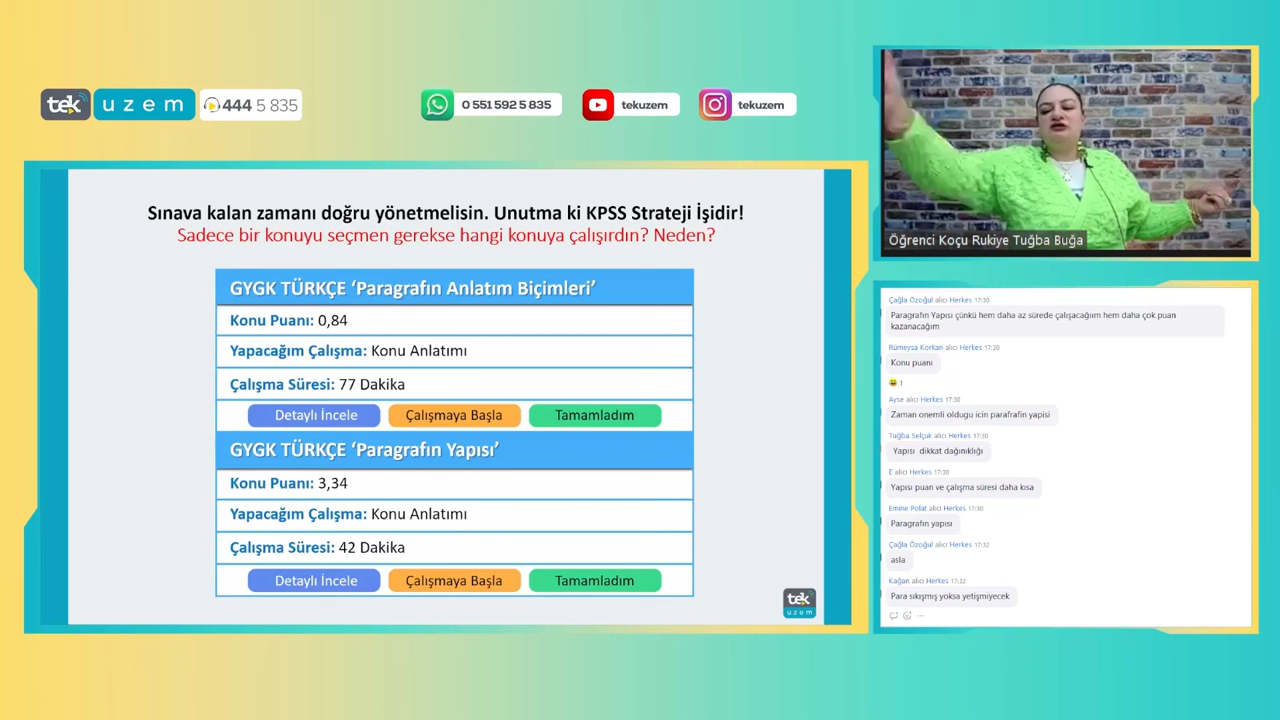 tek uzem 444 5 835
0 551 592 5 835
tekuzem
tekuzem
Sınava kalan zamanı doğru yönetmelisin. Unutma ki KPSS Strateji İşidir!
Sadece bir konuyu seçmen gerekse hangi konuya çalışırdın? Neden?
GYGK TÜRKÇE ‘Paragrafın Anlatım Biçimleri’
Konu Puanı: 0,84
Yapacağım Çalışma: Konu Anlatımı
Çalışma Süresi: 77 Dakika
Detaylı İncele Çalışmaya Başla Tamamladım
GYGK TÜRKÇE ‘Paragrafın Yapısı’
Konu Puanı: 3,34
Yapacağım Çalışma: Konu Anlatımı
Çalışma Süresi: 42 Dakika
Detaylı İncele Çalışmaya Başla Tamamladım
tek
uzem
Öğrenci Koçu Rukiye Tuğba Buğa
Çağla Özoğul alıcı Herkes 17:30
Paragrafın Yapısı çünkü hem daha az sürede çalışacağıım hem daha çok puan
kazanacağım
Rümeysa Korkan alıcı Herkes 17:30
Konu puanı
1
Ayse alıcı Herkes 17:30
Zaman onemli oldugu icin parafrafin yapisi
Tuğba Selçuk alıcı Herkes 17:30
Yapısı dikkat dağınıklığı
E alıcı Herkes 17:30
Yapısı puan ve çalışma süresi daha kısa
Emine Polat alıcı Herkes 17:30
Paragrafın yapısı
Çağla Özoğul alıcı Herkes 17:32
asla
Kağan alıcı Herkes 17:32
Para sıkışmış yoksa yetişmiyecek